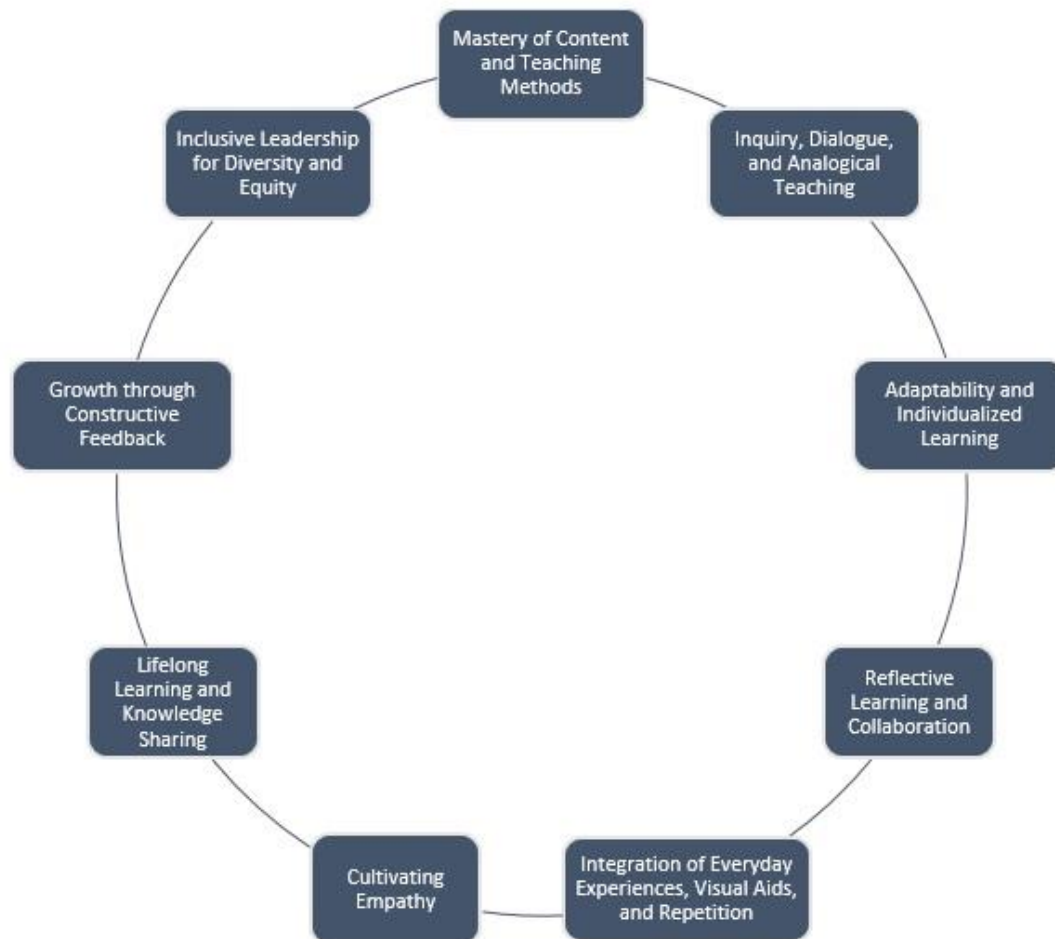 Mastery of Content
and Teaching
Methods
Inquiry, Dialogue,
and Analogical
Teaching
Adaptability and
Individualized
Learning
Reflective
Learning and
Collaboration
Integration of Everyday
Experiences, Visual Aids,
and Repetition
Cultivating
Empathy
Lifelong
Learning and
Knowledge
Sharing
Growth through
Constructive
Feedback
Inclusive Leadership
for Diversity and
Equity